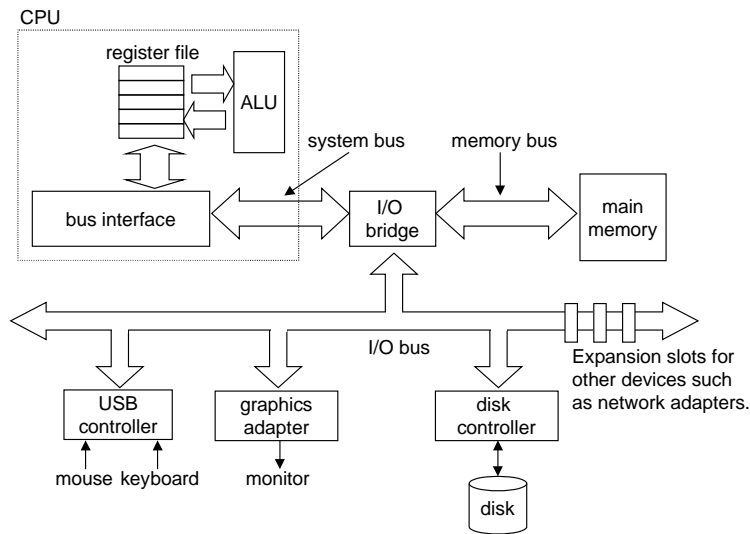 CPU
register file
ALU
system bus
memory bus
bus interface
I/O
bridge
main
memory
I/O bus
Expansion slots for
other devices such
as network adapters.
USB
controller
graphics
adapter
disk
controller
mouse
keyboard
monitor
disk